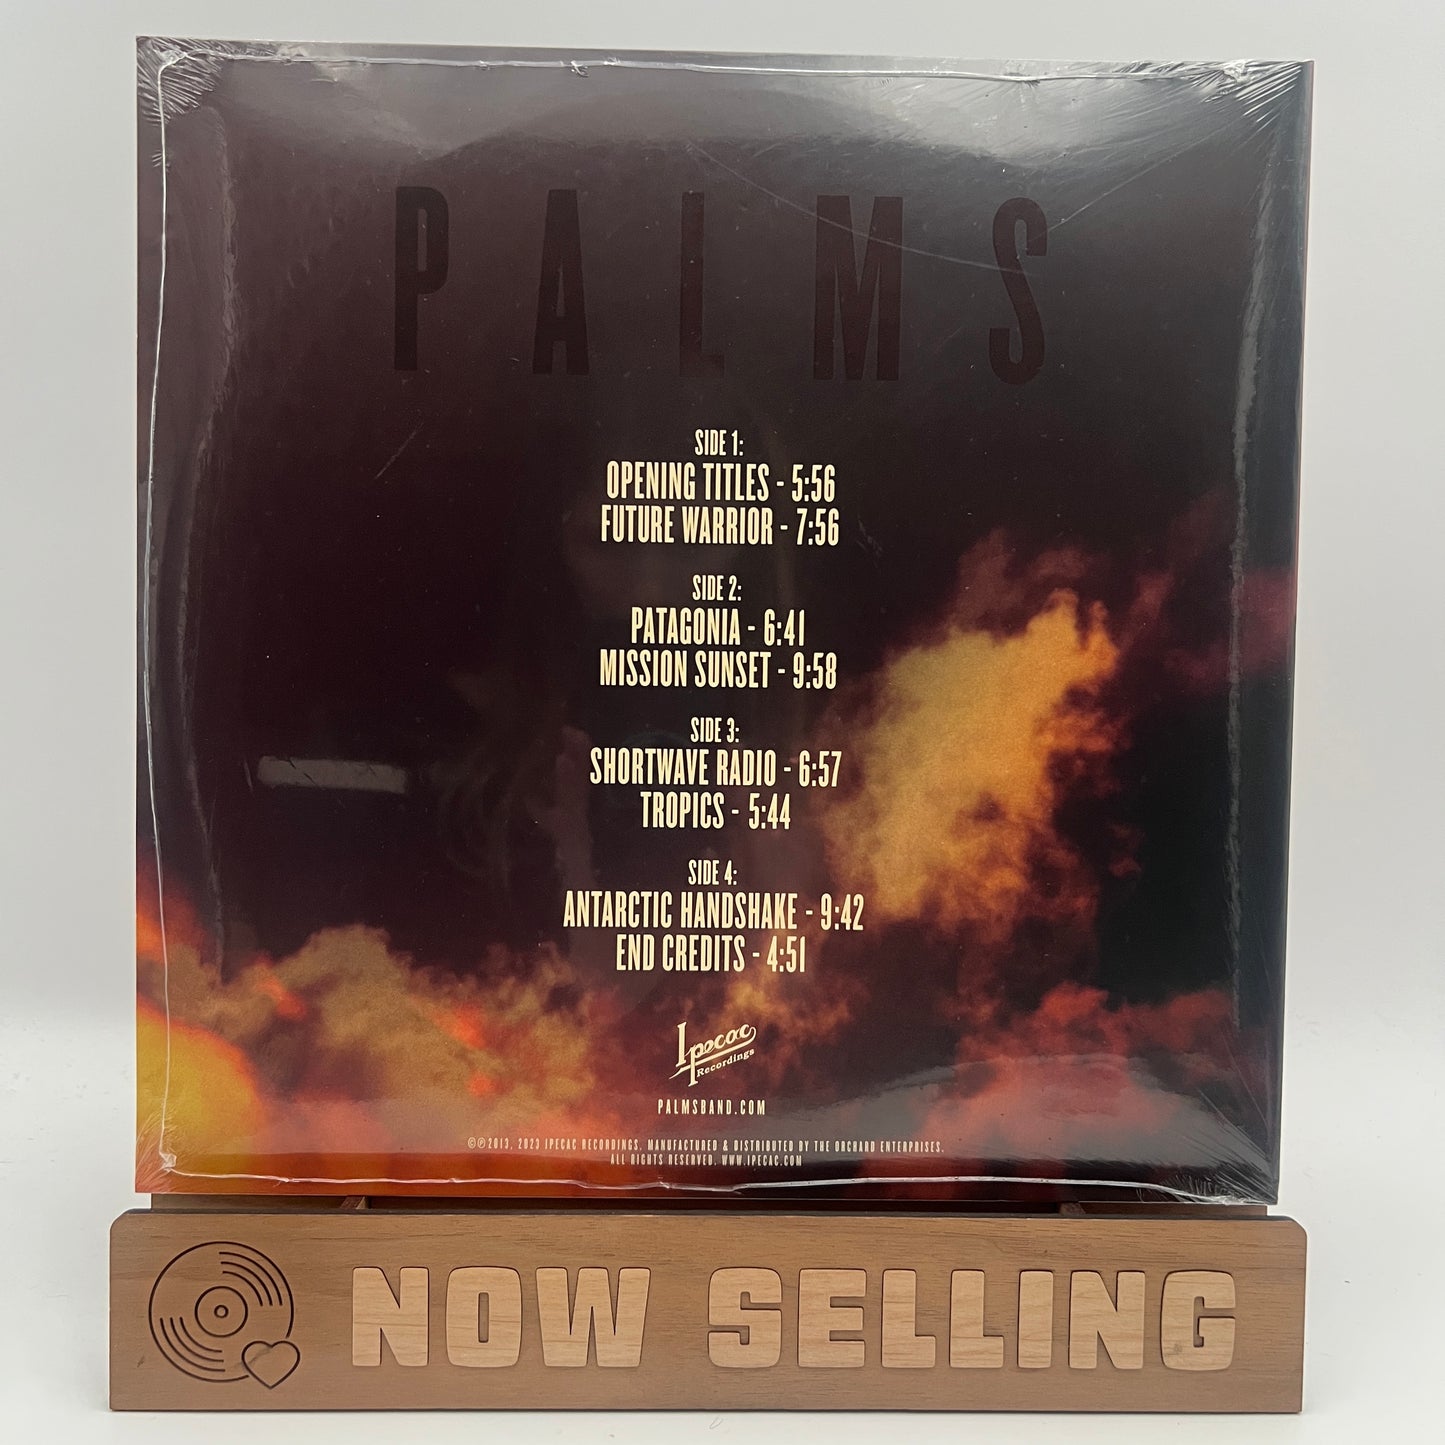 PALMS
SIDE 1:
OPENING TITLES - 5:56
FUTURE WARRIOR - 7:56
SIDE 2:
PATAGONIA - 6:41
MISSION SUNSET - 9:58
SIDE 3:
SHORTWAVE RADIO - 6:57
TROPICS - 5:44
SIDE 4:
ANTARCTIC HANDSHAKE - 9:42
END CREDITS - 4:51
Ipecac
Recordings
PALMSBAND.COM
©℗2013, 2023 IPECAC RECORDINGS. MANUFACTURED & DISTRIBUTED BY THE ORCHARD ENTERPRISES.
ALL RIGHTS RESERVED. WWW.IPECAC.COM
NOW SELLING